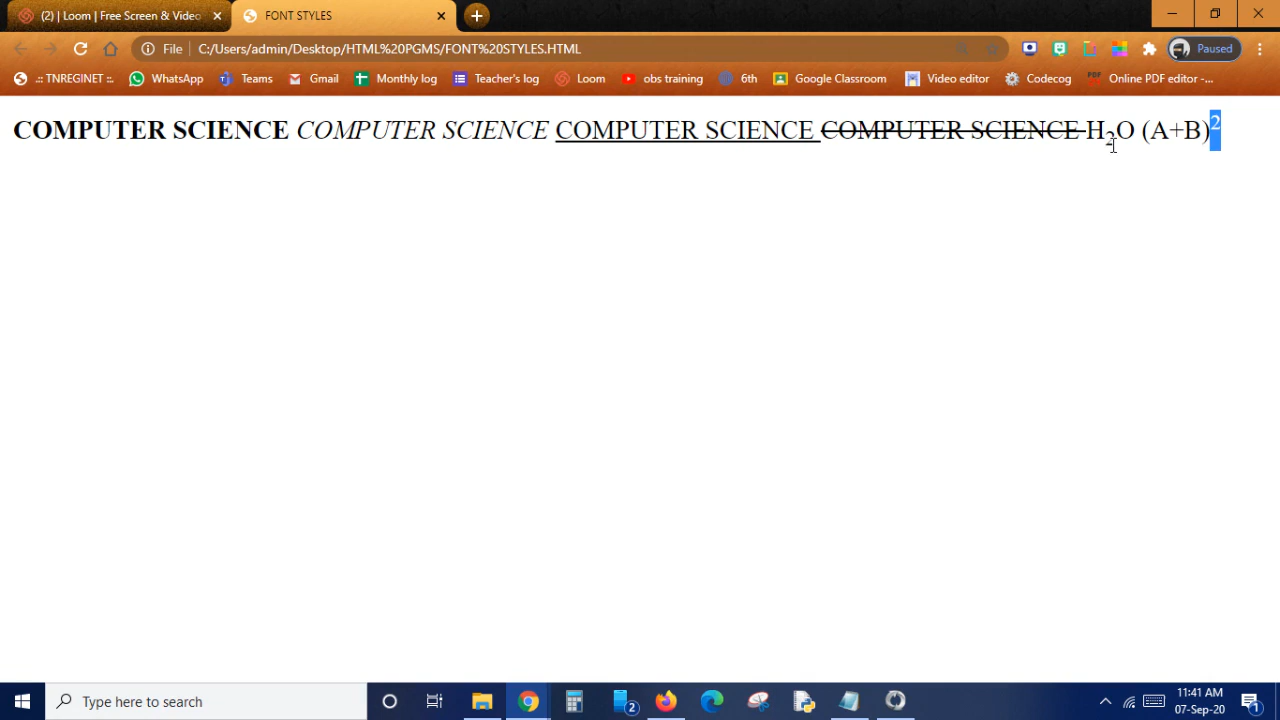 (2) | Loom | Free Screen & Video
FONT STYLES
File C:/Users/admin/Desktop/HTML%20PGMS/FONT%20STYLES.HTML Paused
.:: TNREGINET ::. WhatsApp Teams Gmail Monthly log Teacher's log Loom obs training 6th Google Classroom Video editor Codecog PDF Online PDF editor -...
COMPUTER SCIENCE COMPUTER SCIENCE COMPUTER SCIENCE COMPUTER SCIENCE H₂O (A+B)²
Type here to search 2 11:41 AM
07-Sep-20 1